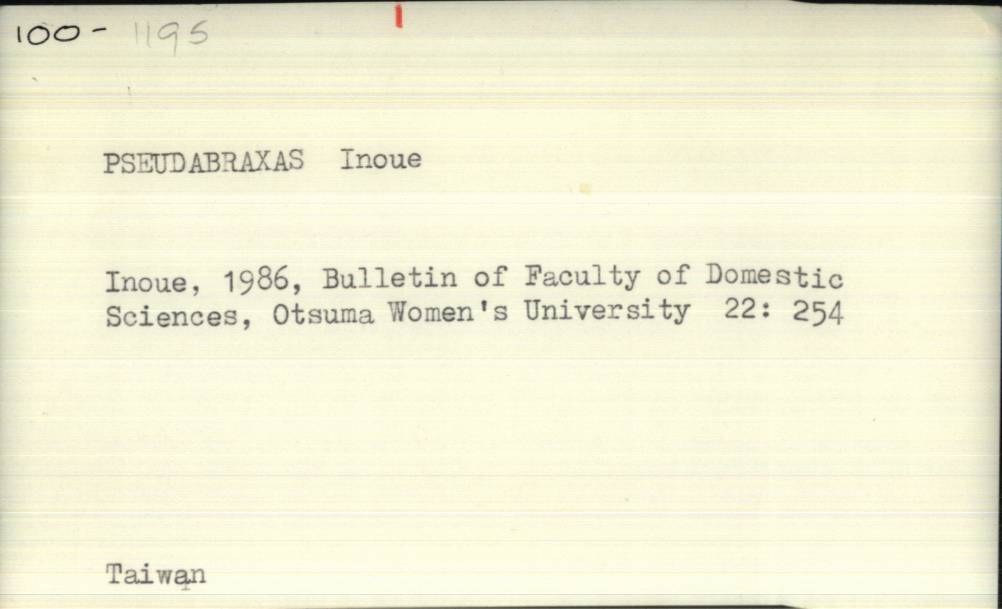 100- 1195
PSEUDABRAXAS Inoue
Inoue, 1986, Bulletin of Faculty of Domestic
Sciences, Otsuma Women's University 22: 254
Taiwan